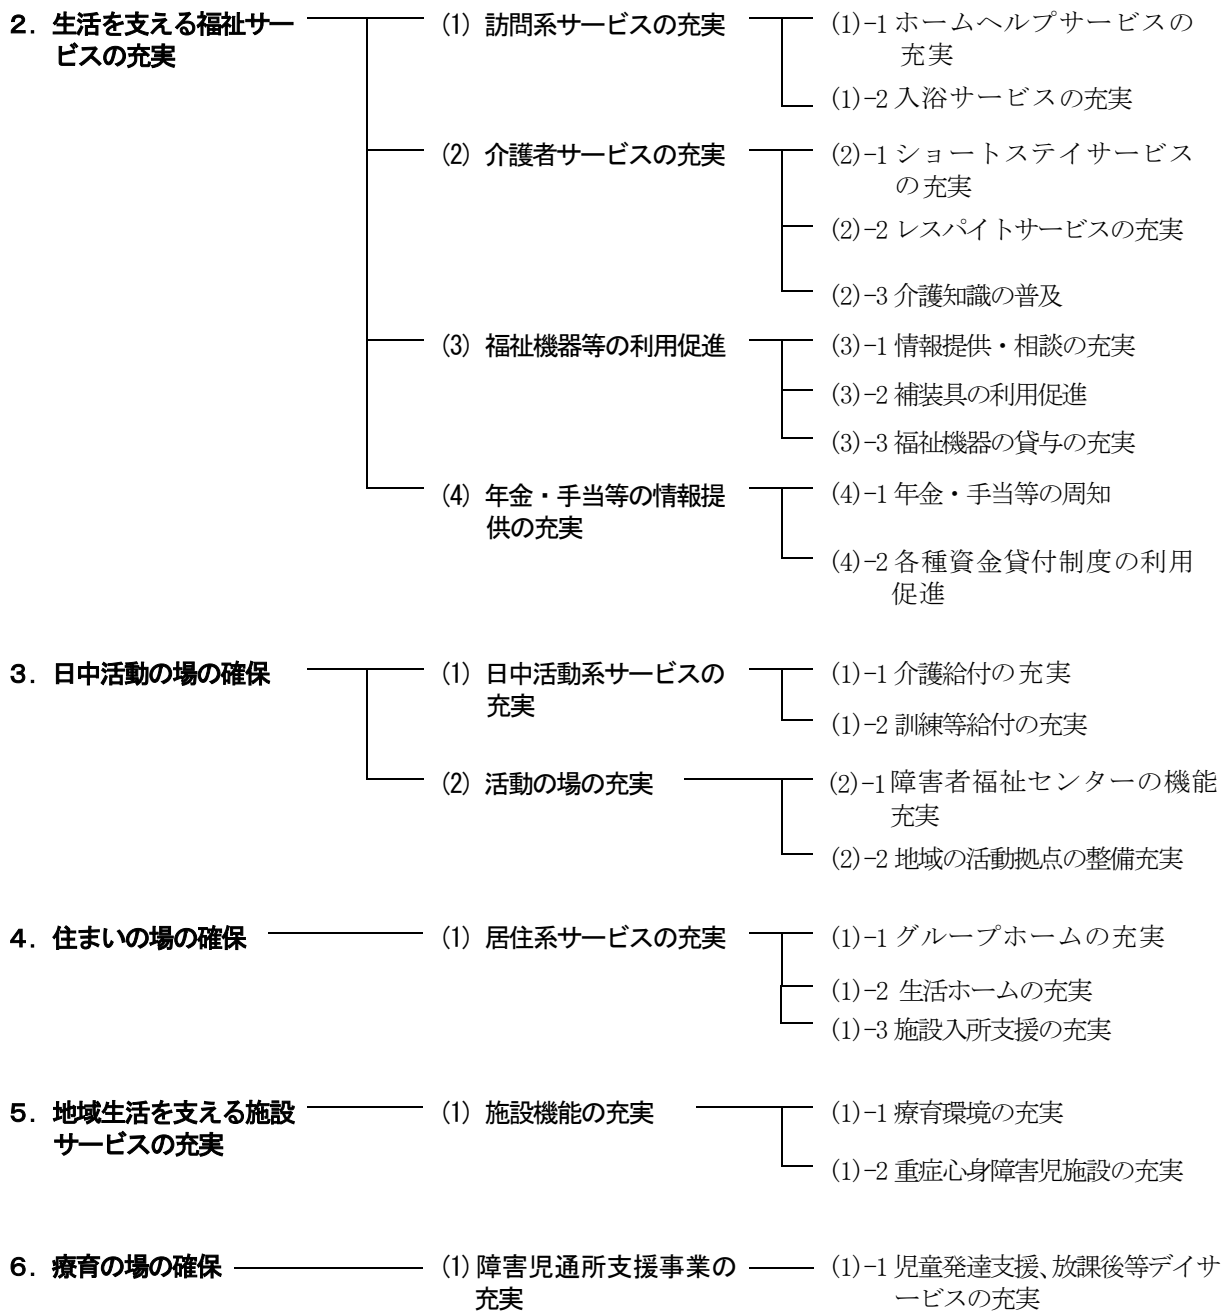 ２．生活を支える福祉サー
ビスの充実
(1) 訪問系サービスの充実
(1)-1 ホームヘルプサービスの
充実
(1)-2 入浴サービスの充実
(2) 介護者サービスの充実
(2)-1 ショートステイサービス
の充実
(2)-2 レスパイトサービスの充実
(2)-3 介護知識の普及
(3) 福祉機器等の利用促進
(3)-1 情報提供・相談の充実
(3)-2 補装具の利用促進
(3)-3 福祉機器の貸与の充実
(4) 年金・手当等の情報提
供の充実
(4)-1 年金・手当等の周知
(4)-2 各種資金貸付制度の利用
促進
３．日中活動の場の確保
(1) 日中活動系サービスの
充実
(1)-1 介護給付の充実
(1)-2 訓練等給付の充実
(2) 活動の場の充実
(2)-1 障害者福祉センターの機能
充実
(2)-2 地域の活動拠点の整備充実
４．住まいの場の確保
(1) 居住系サービスの充実
(1)-1 グループホームの充実
(1)-2 生活ホームの充実
(1)-3 施設入所支援の充実
５．地域生活を支える施設
サービスの充実
(1) 施設機能の充実
(1)-1 療育環境の充実
(1)-2 重症心身障害児施設の充実
６．療育の場の確保
(1) 障害児通所支援事業の
充実
(1)-1 児童発達支援、放課後等デイサ
ービスの充実